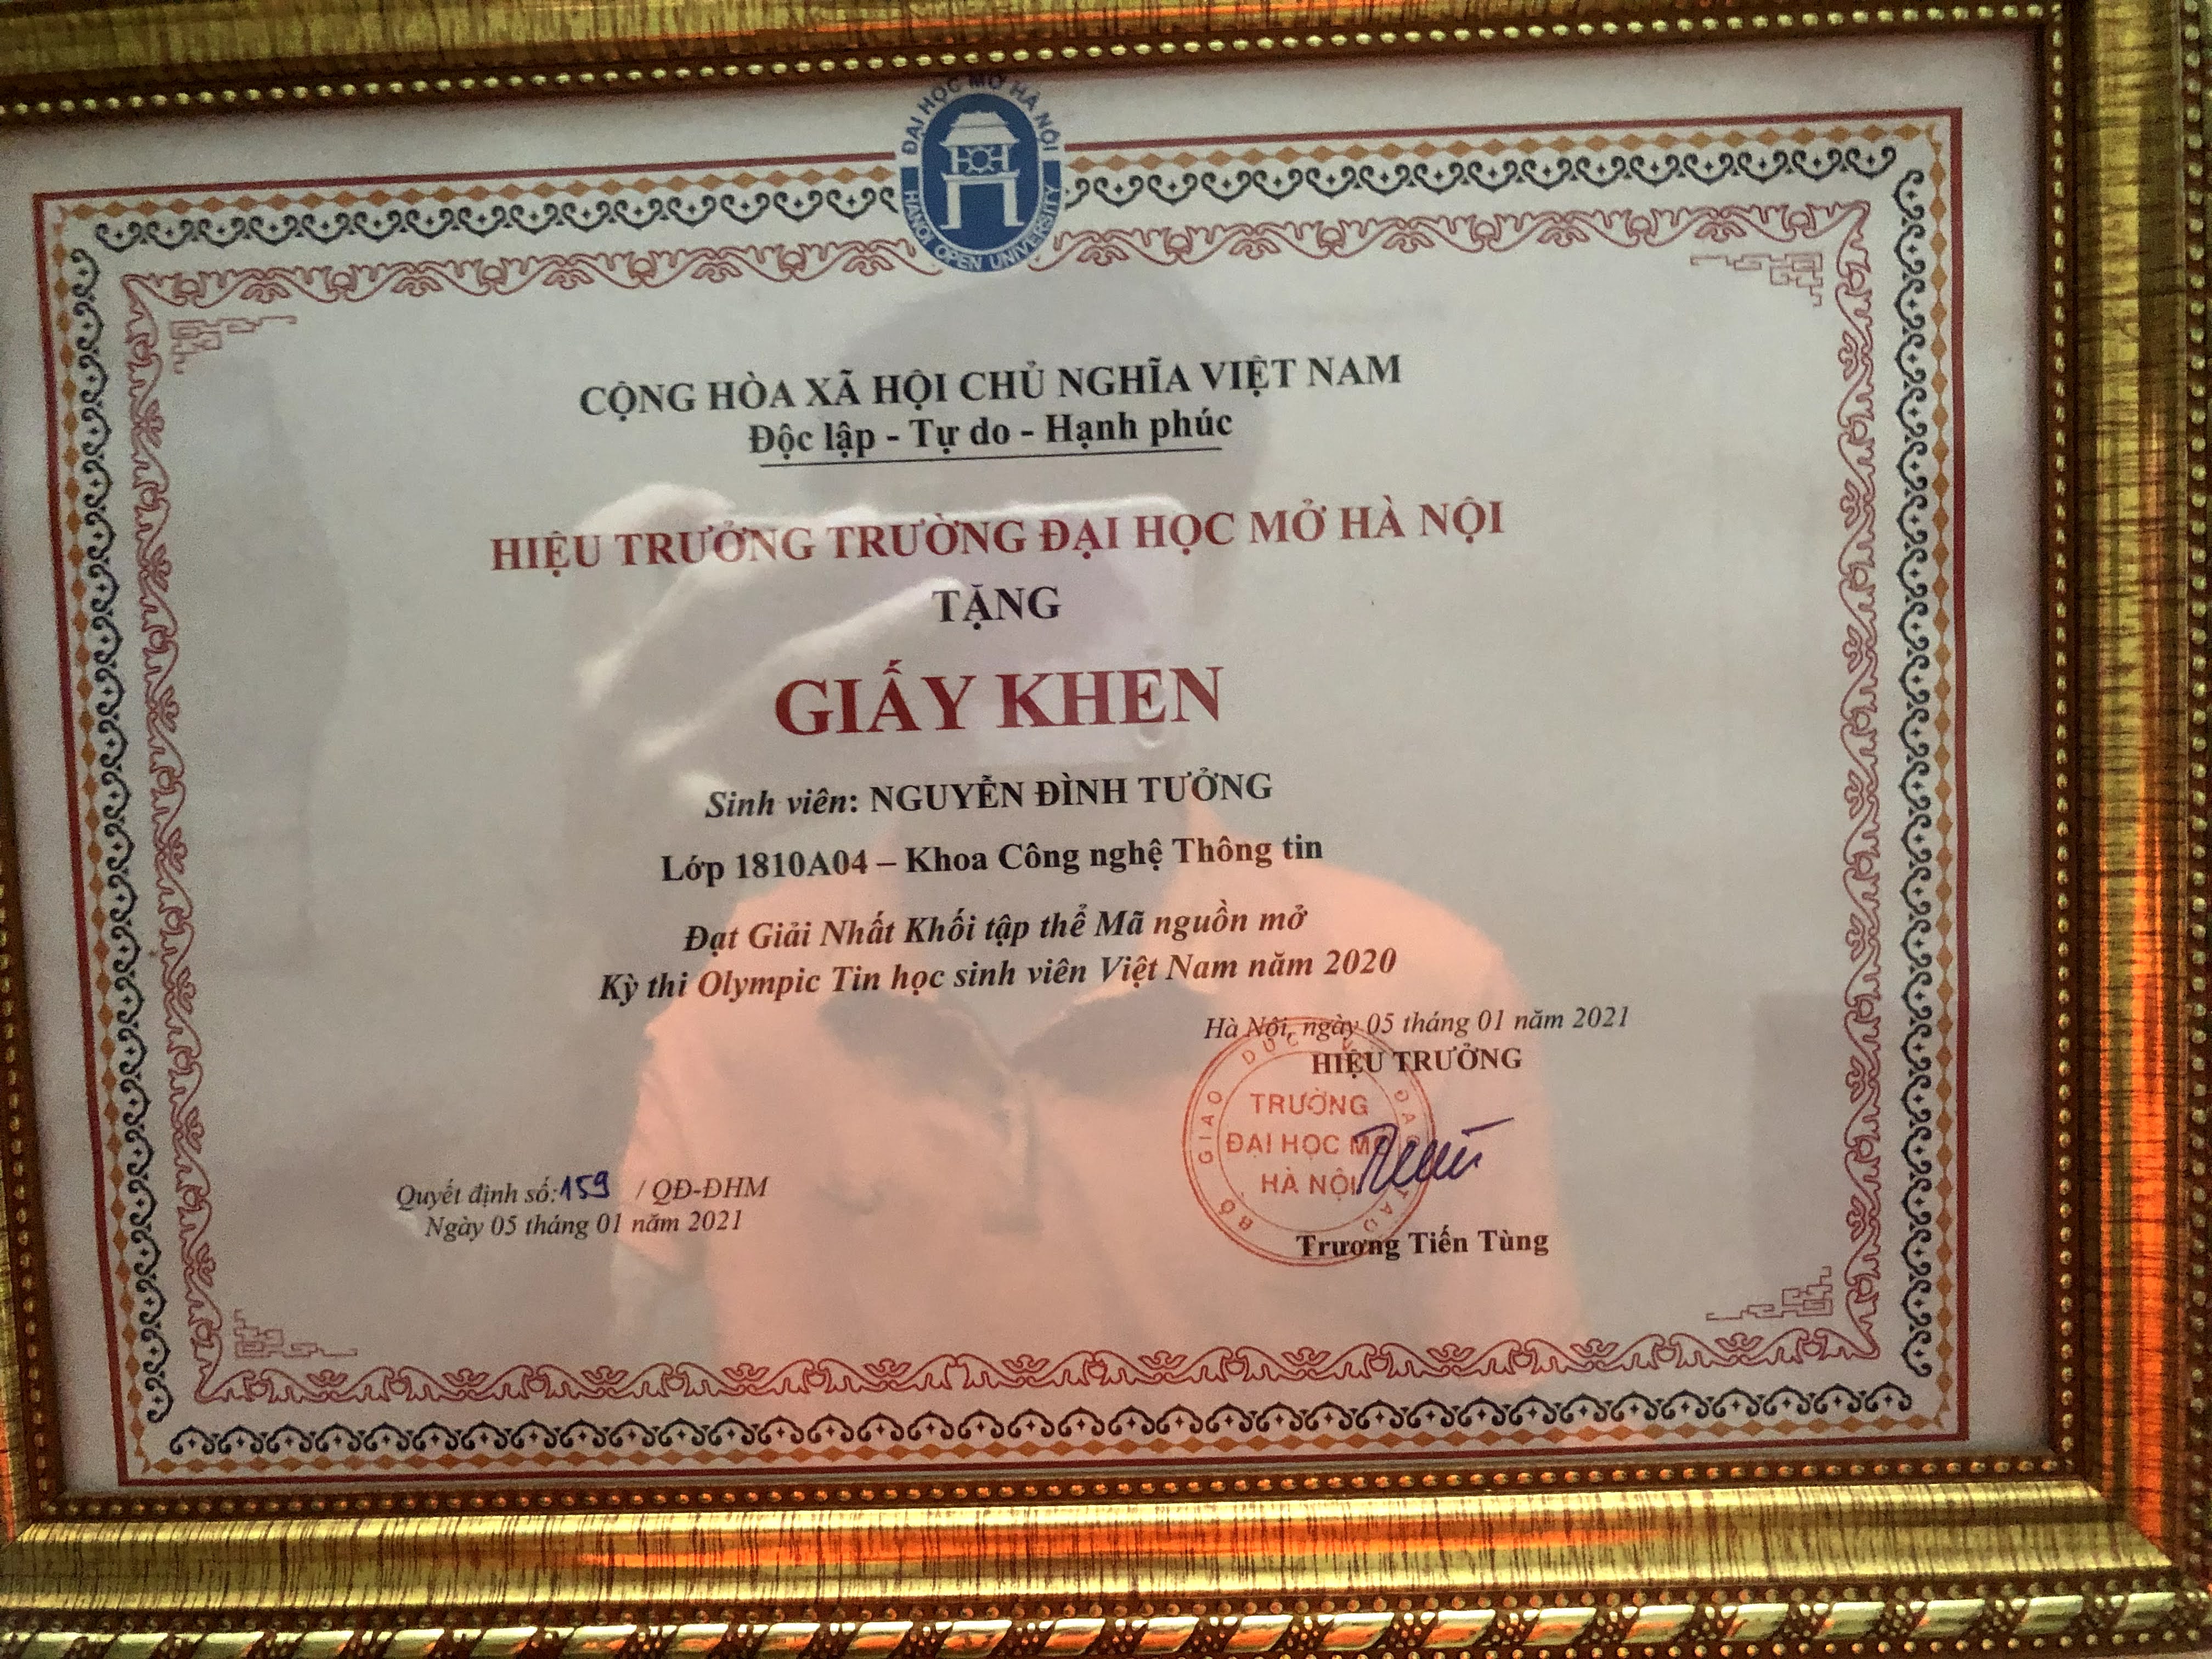 ĐẠI HỌC MỞ HÀ NỘI
HANOI OPEN UNIVERSITY
CỘNG HÒA XÃ HỘI CHỦ NGHĨA VIỆT NAM
Độc lập - Tự do - Hạnh phúc
HIỆU TRƯỞNG TRƯỜNG ĐẠI HỌC MỞ HÀ NỘI
TẶNG
GIẤY KHEN
Sinh viên: NGUYỄN ĐÌNH TƯỞNG
Lớp 1810A04 – Khoa Công nghệ Thông tin
Đạt Giải Nhất Khối tập thể Mã nguồn mở
Kỳ thi Olympic Tin học sinh viên Việt Nam năm 2020
Hà Nội, ngày 05 tháng 01 năm 2021
HIỆU TRƯỞNG
BỘ GIÁO DỤC VÀ ĐÀO TẠO
TRƯỜNG
ĐẠI HỌC MỞ
HÀ NỘI
Quyết định số: 159 / QĐ-ĐHM
Ngày 05 tháng 01 năm 2021
Trương Tiến Tùng